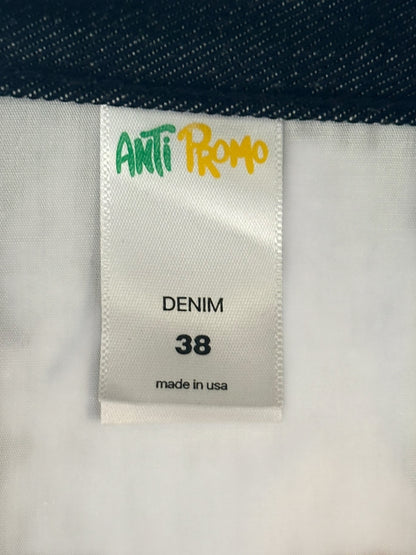 ANTi PROMO
DENIM
38
made in usa